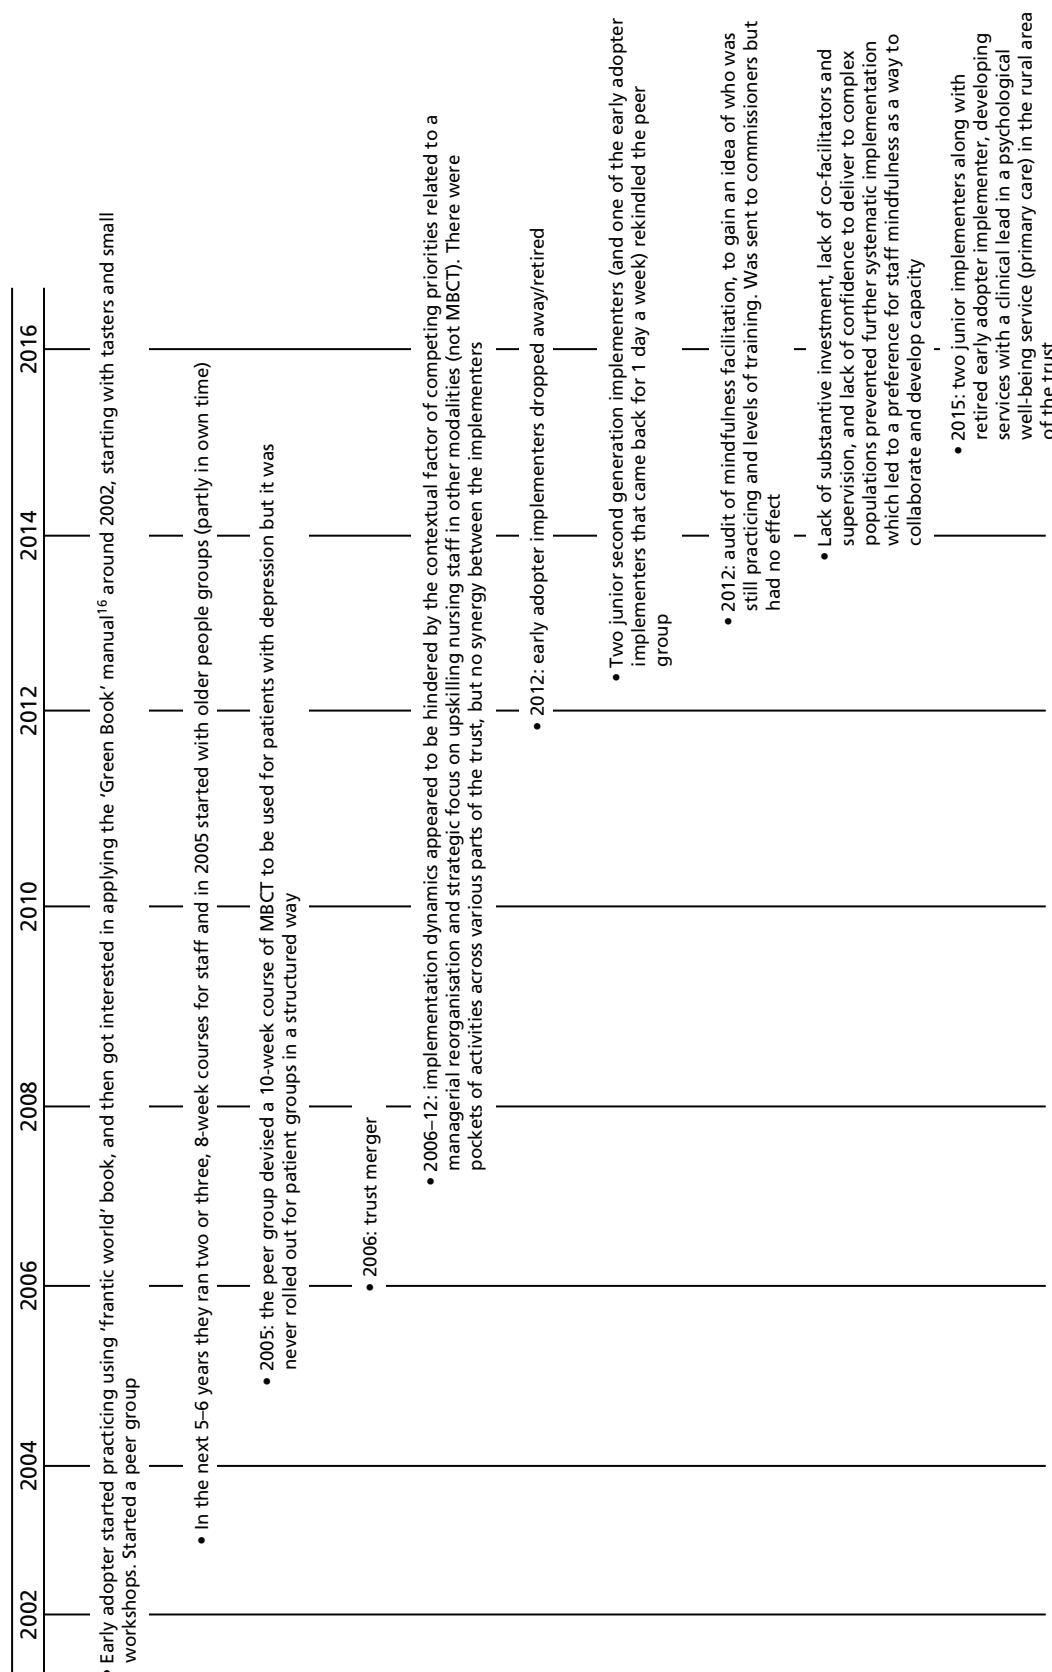 2002 2004 2006 2008 2010 2012 2014 2016
• Early adopter started practicing using ‘frantic world’ book, and then got interested in applying the ‘Green Book’ manual16 around 2002, starting with tasters and small
workshops. Started a peer group
• In the next 5–6 years they ran two or three, 8-week courses for staff and in 2005 started with older people groups (partly in own time)
• 2005: the peer group devised a 10-week course of MBCT to be used for patients with depression but it was
never rolled out for patient groups in a structured way
• 2006: trust merger
• 2006–12: implementation dynamics appeared to be hindered by the contextual factor of competing priorities related to a
managerial reorganisation and strategic focus on upskilling nursing staff in other modalities (not MBCT). There were
pockets of activities across various parts of the trust, but no synergy between the implementers
• 2012: early adopter implementers dropped away/retired
• Two junior second generation implementers (and one of the early adopter
implementers that came back for 1 day a week) rekindled the peer
group
• 2012: audit of mindfulness facilitation, to gain an idea of who was
still practicing and levels of training. Was sent to commissioners but
had no effect
• Lack of substantive investment, lack of co-facilitators and
supervision, and lack of confidence to deliver to complex
populations prevented further systematic implementation
which led to a preference for staff mindfulness as a way to
collaborate and develop capacity
• 2015: two junior implementers along with
retired early adopter implementer, developing
services with a clinical lead in a psychological
well-being service (primary care) in the rural area
of the trust